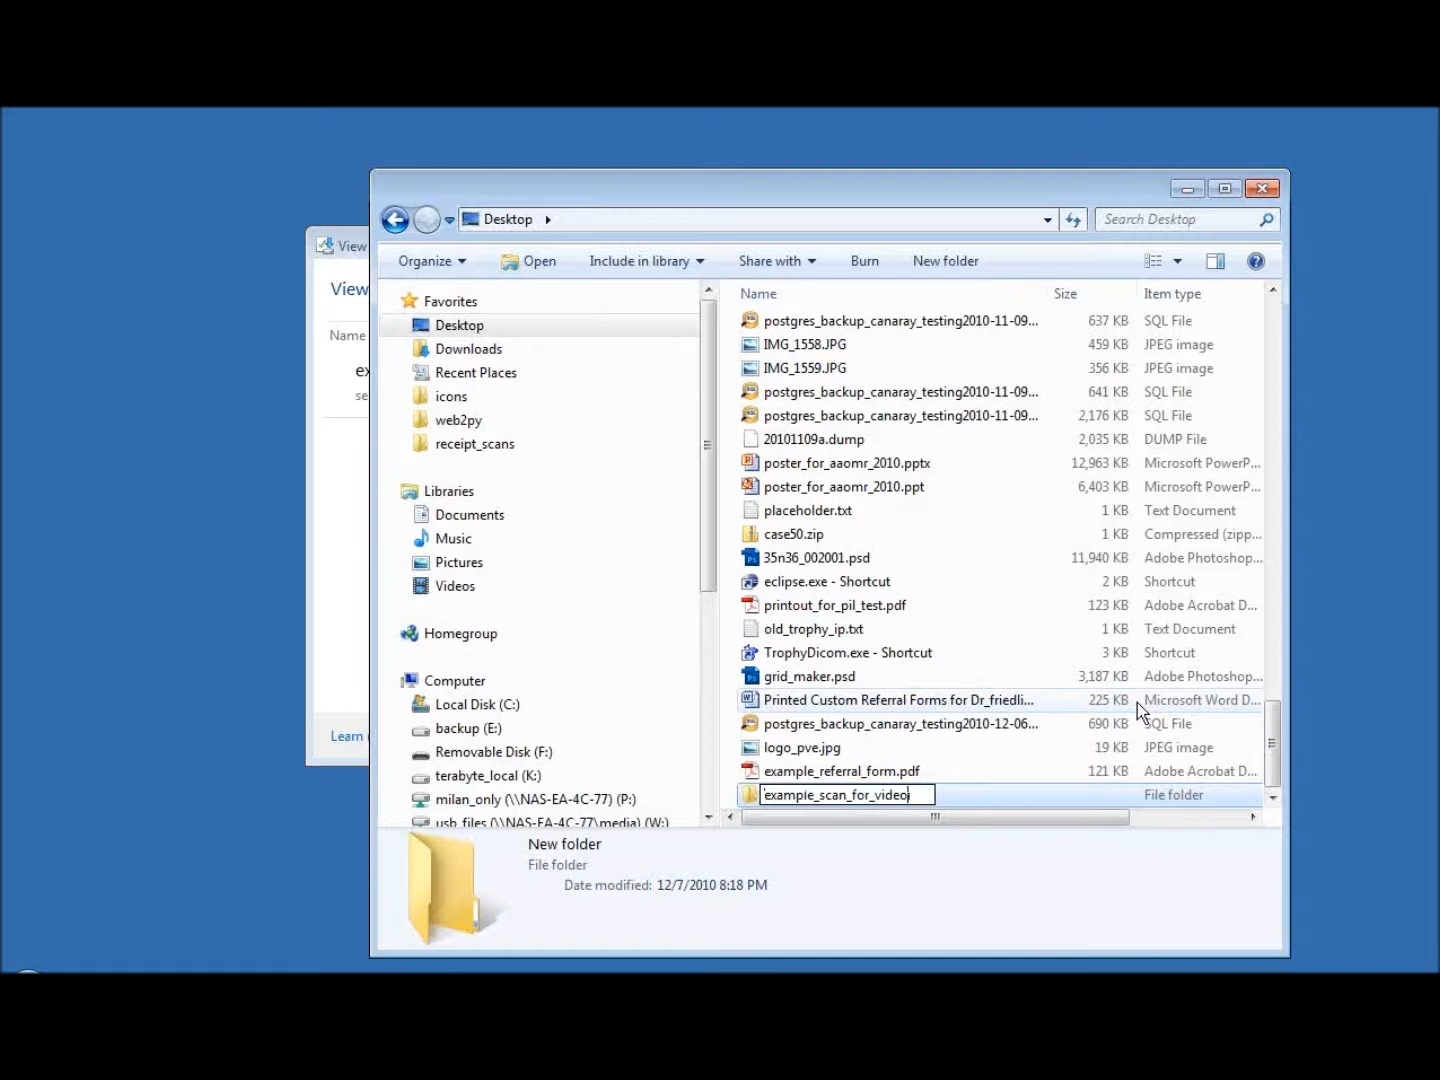 View
View
Name
ex
se
Learn
Desktop
Search Desktop
Organize Open Include in library Share with Burn New folder
Favorites
Desktop
Downloads
Recent Places
icons
web2py
receipt_scans
Libraries
Documents
Music
Pictures
Videos
Homegroup
Computer
Local Disk (C:)
backup (E:)
Removable Disk (F:)
terabyte_local (K:)
milan_only (\\NAS-EA-4C-77) (P:)
usb_files (\\NAS-EA-4C-77\media) (W:)
Name Size Item type
postgres_backup_canaray_testing2010-11-09... 637 KB SQL File
IMG_1558.JPG 459 KB JPEG image
IMG_1559.JPG 356 KB JPEG image
postgres_backup_canaray_testing2010-11-09... 641 KB SQL File
postgres_backup_canaray_testing2010-11-09... 2,176 KB SQL File
20101109a.dump 2,035 KB DUMP File
poster_for_aaomr_2010.pptx 12,963 KB Microsoft PowerP...
poster_for_aaomr_2010.ppt 6,403 KB Microsoft PowerP...
placeholder.txt 1 KB Text Document
case50.zip 1 KB Compressed (zipp...
35n36_002001.psd 11,940 KB Adobe Photoshop...
eclipse.exe - Shortcut 2 KB Shortcut
printout_for_pil_test.pdf 123 KB Adobe Acrobat D...
old_trophy_ip.txt 1 KB Text Document
TrophyDicom.exe - Shortcut 3 KB Shortcut
grid_maker.psd 3,187 KB Adobe Photoshop...
Printed Custom Referral Forms for Dr_friedli... 225 KB Microsoft Word D...
postgres_backup_canaray_testing2010-12-06... 690 KB SQL File
logo_pve.jpg 19 KB JPEG image
example_referral_form.pdf 121 KB Adobe Acrobat D...
example_scan_for_video File folder
New folder
File folder
Date modified: 12/7/2010 8:18 PM